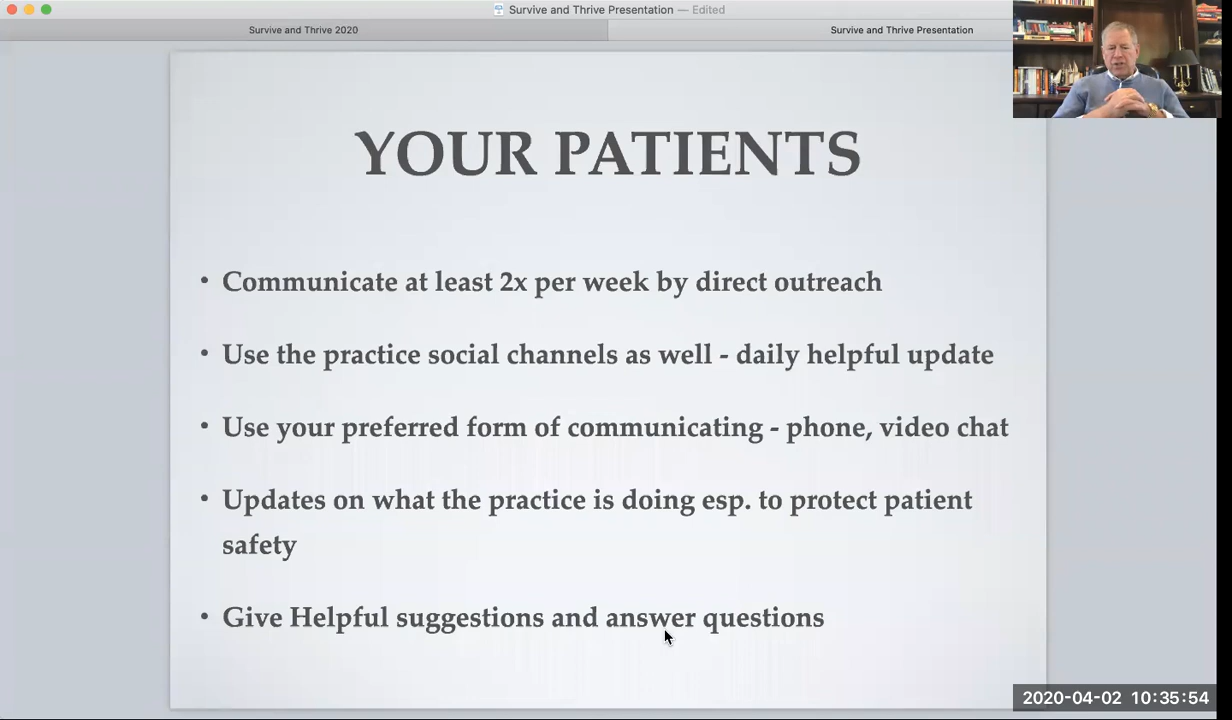 Survive and Thrive Presentation — Edited
Survive and Thrive 2020
Survive and Thrive Presentation
YOUR PATIENTS
• Communicate at least 2x per week by direct outreach
• Use the practice social channels as well - daily helpful update
• Use your preferred form of communicating - phone, video chat
• Updates on what the practice is doing esp. to protect patient
safety
• Give Helpful suggestions and answer questions
2020-04-02 10:35:54